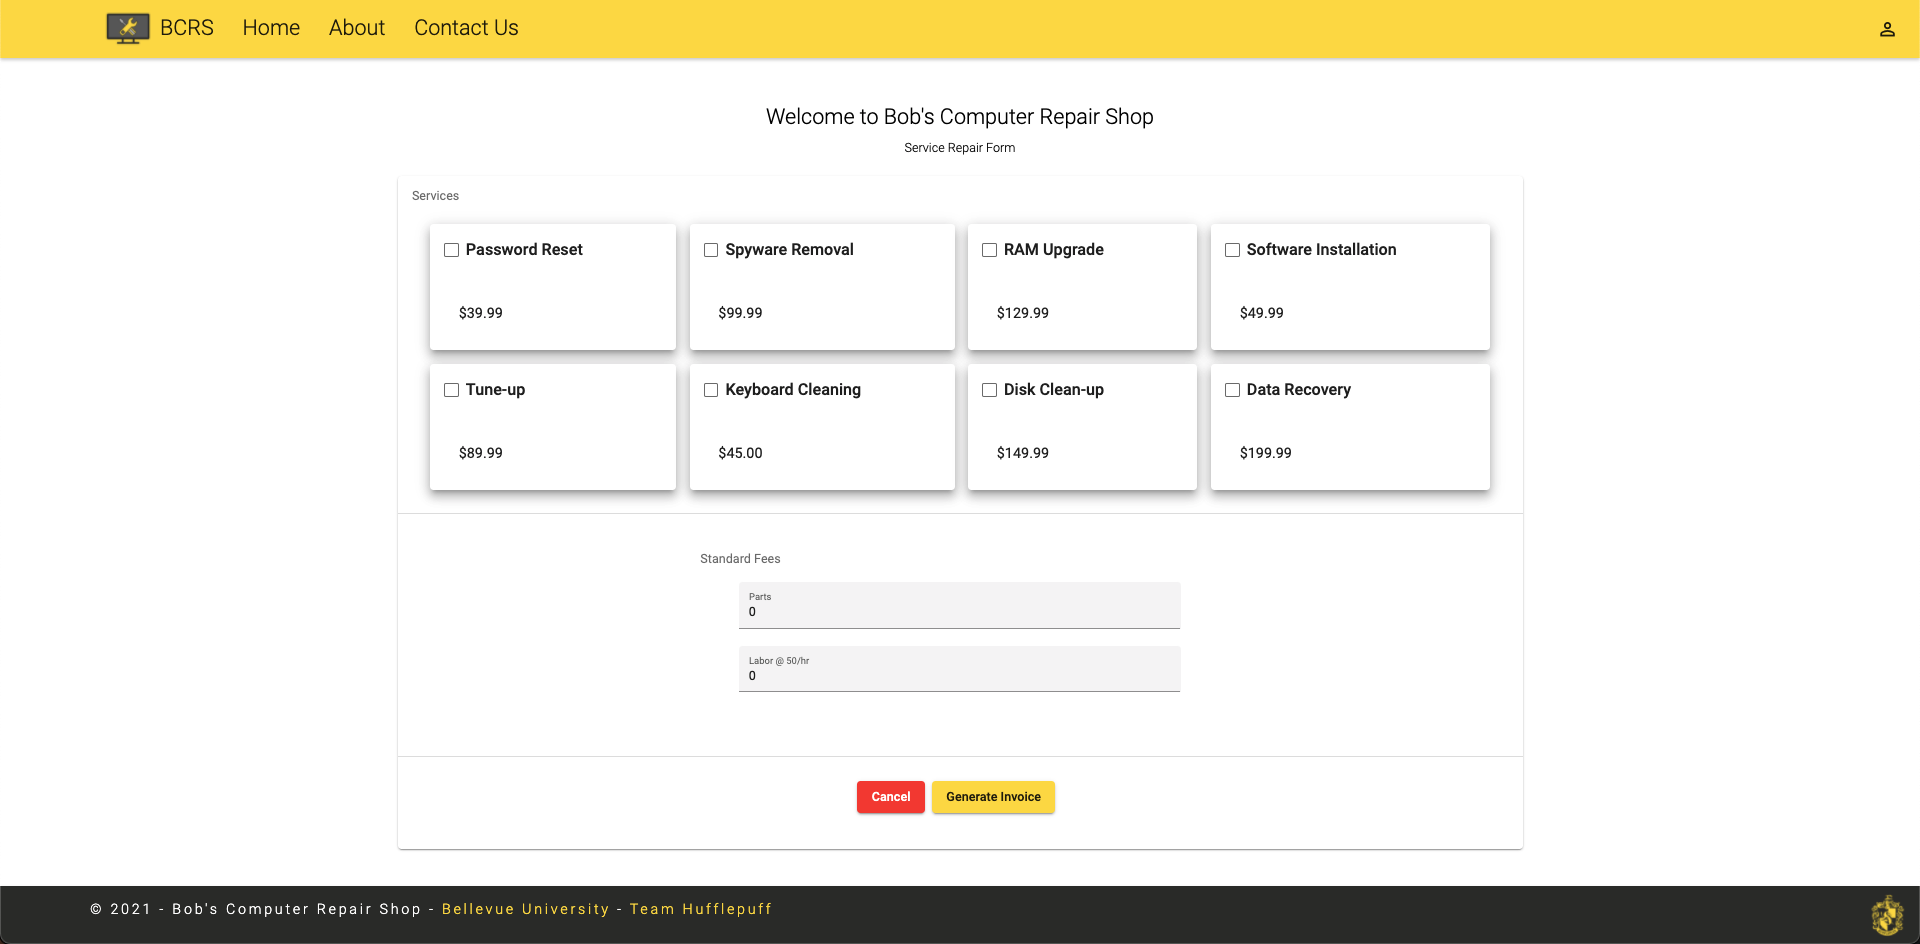 BCRS Home About Contact Us
Welcome to Bob's Computer Repair Shop
Service Repair Form
Services
Password Reset
$39.99
Spyware Removal
$99.99
RAM Upgrade
$129.99
Software Installation
$49.99
Tune-up
$89.99
Keyboard Cleaning
$45.00
Disk Clean-up
$149.99
Data Recovery
$199.99
Standard Fees
Parts
0
Labor @ 50/hr
0
Cancel
Generate Invoice
© 2021 - Bob's Computer Repair Shop - Bellevue University - Team Hufflepuff